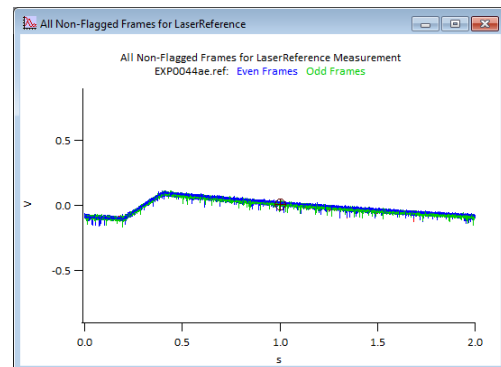 All Non-Flagged Frames for LaserReference
All Non-Flagged Frames for LaserReference Measurement
EXP0044ae.ref: Even Frames Odd Frames
0.5
0.0
-0.5
V
0.0 0.5 1.0 1.5 2.0
s